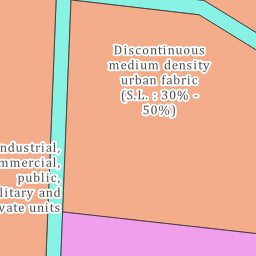 Discontinuous
medium density
urban fabric
(S.L. : 30% -
50%)
ndustrial,
mmercial,
public,
litary and
vate units